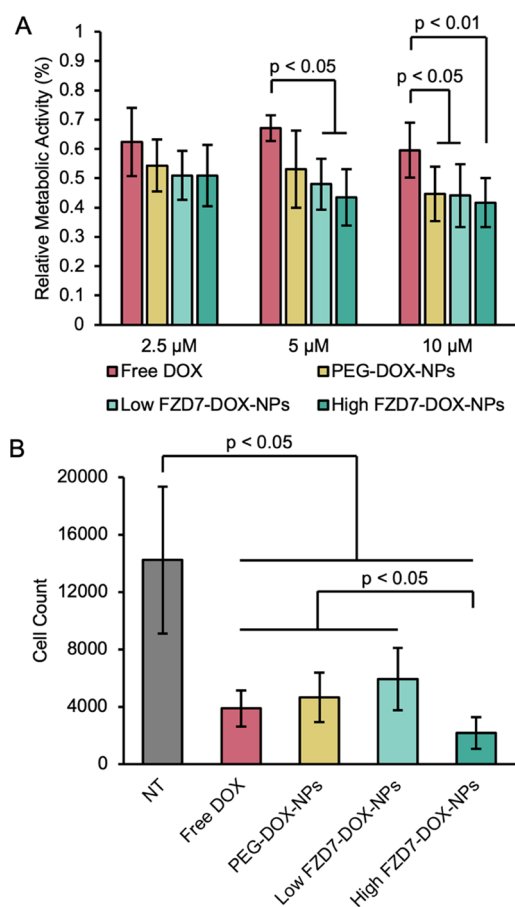 A
Relative Metabolic Activity (%)
1
0.9
0.8
0.7
0.6
0.5
0.4
0.3
0.2
0.1
0
p < 0.05
p < 0.01
p < 0.05
2.5 µM
5 µM
10 µM
Free DOX
PEG-DOX-NPs
Low FZD7-DOX-NPs
High FZD7-DOX-NPs
B
Cell Count
20000
16000
12000
8000
4000
0
p < 0.05
p < 0.05
NT
Free DOX
PEG-DOX-NPs
Low FZD7-DOX-NPs
High FZD7-DOX-NPs